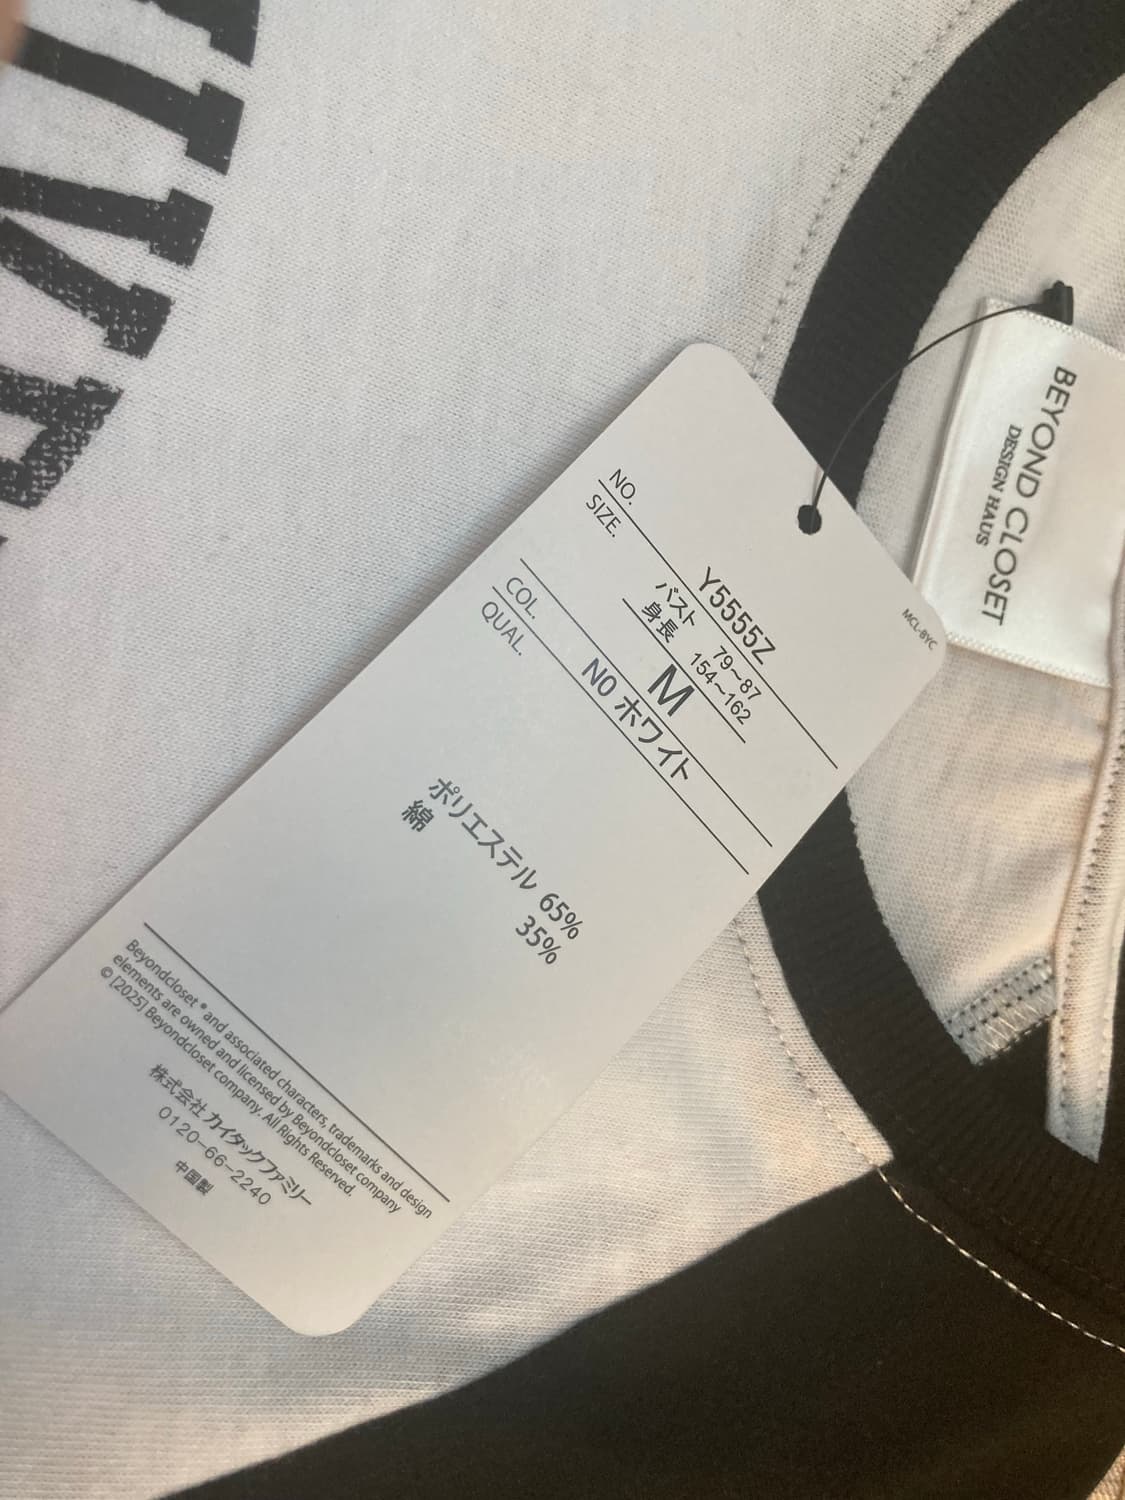 NO. Y5555Z
SIZE. バスト 79〜87
身長 154〜162
M
COL. N0 ホワイト
QUAL.
ポリエステル 65%
綿 35%
Beyondcloset ® and associated characters, trademarks and design
elements are owned and licensed by Beyondcloset company
© [2025] Beyondcloset company. All Rights Reserved.
株式会社 カイタックファミリー
0120-66-2240
中国製
MCL-BYC
BEYOND CLOSET
DESIGN HAUS